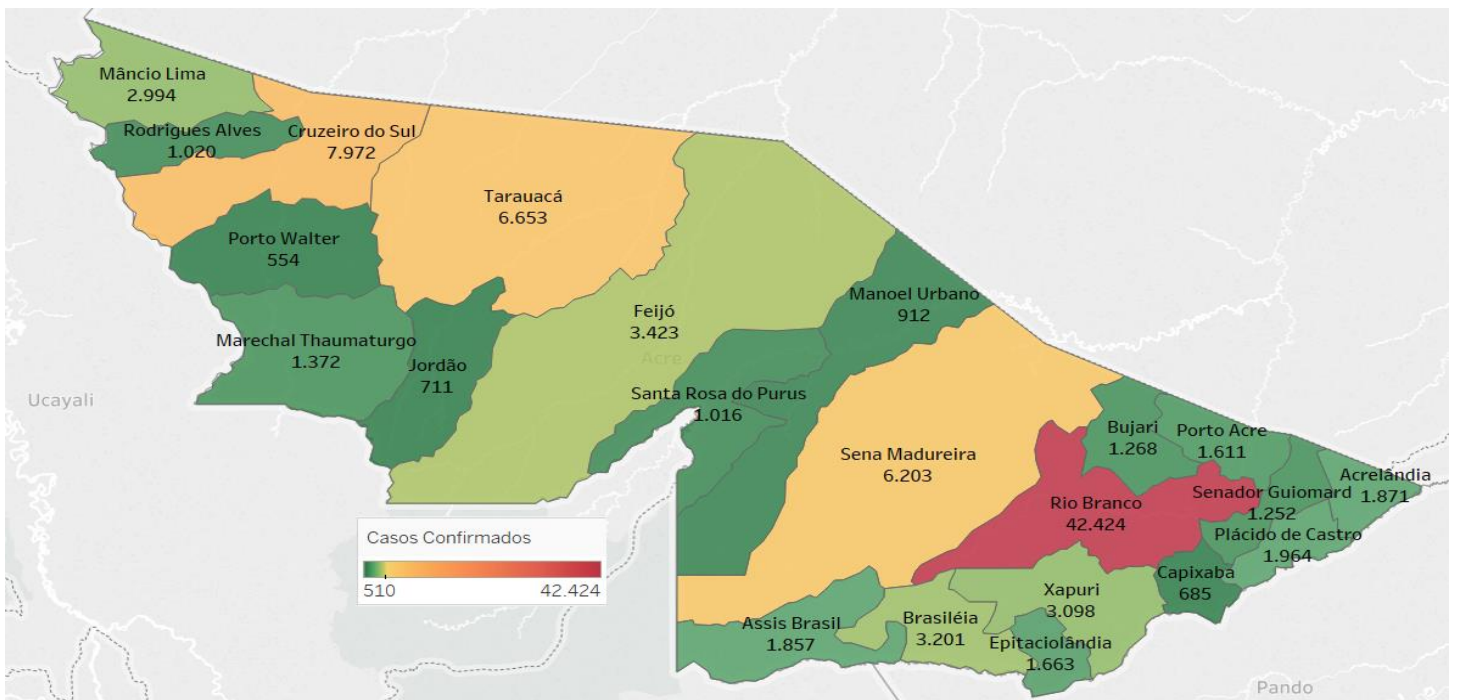 Mâncio Lima
2.994
Rodrigues Alves
1.020
Cruzeiro do Sul
7.972
Tarauacá
6.653
Porto Walter
554
Marechal Thaumaturgo
1.372
Jordão
711
Feijó
3.423
Acre
Manoel Urbano
912
Santa Rosa do Purus
1.016
Ucayali
Sena Madureira
6.203
Bujari
1.268
Porto Acre
1.611
Acrelândia
1.871
Senador Guiomard
1.252
Rio Branco
42.424
Plácido de Castro
1.964
Capixaba
685
Xapuri
3.098
Brasiléia
3.201
Assis Brasil
1.857
Epitaciolândia
1.663
Pando
Casos Confirmados
510 42.424